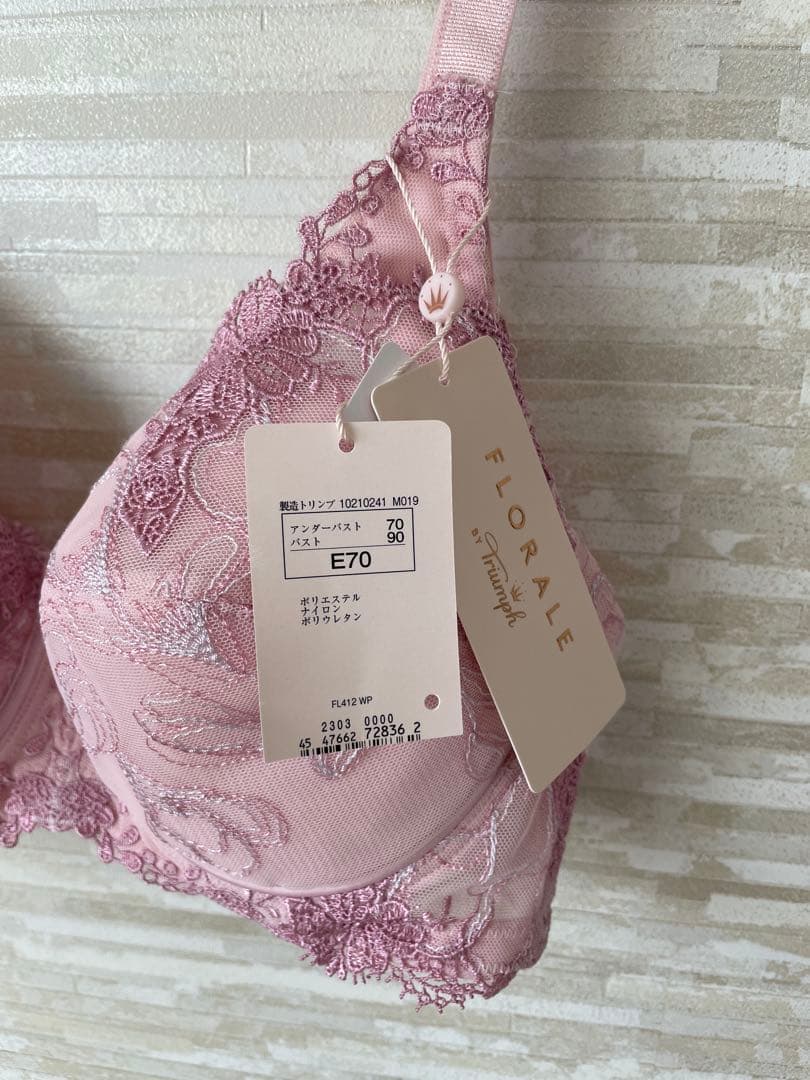 製造トリンプ 10210241 M019
アンダーバスト 70
バスト 90
E70
ポリエステル
ナイロン
ポリウレタン
FL412 WP
2303 0000
45 47662 72836 2
FLORALE
BY Triumph